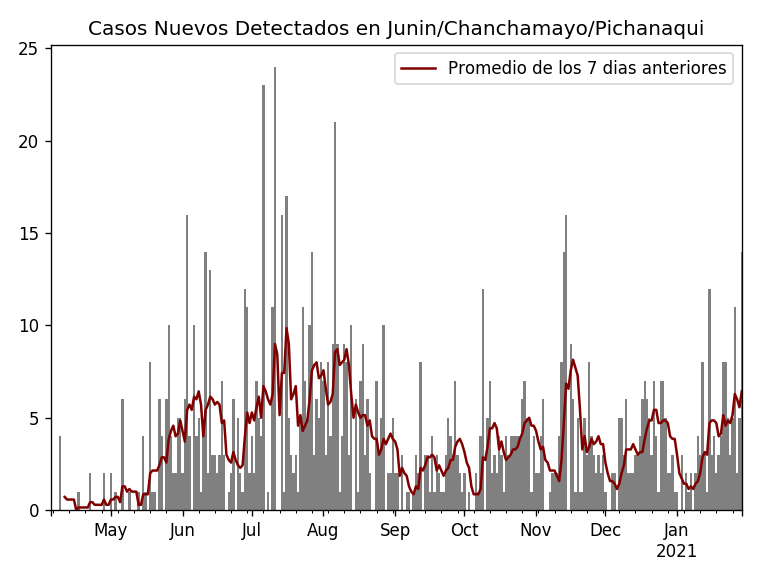 Casos Nuevos Detectados en Junin/Chanchamayo/Pichanaqui
Promedio de los 7 dias anteriores
25
20
15
10
5
0
May Jun Jul Aug Sep Oct Nov Dec Jan
2021